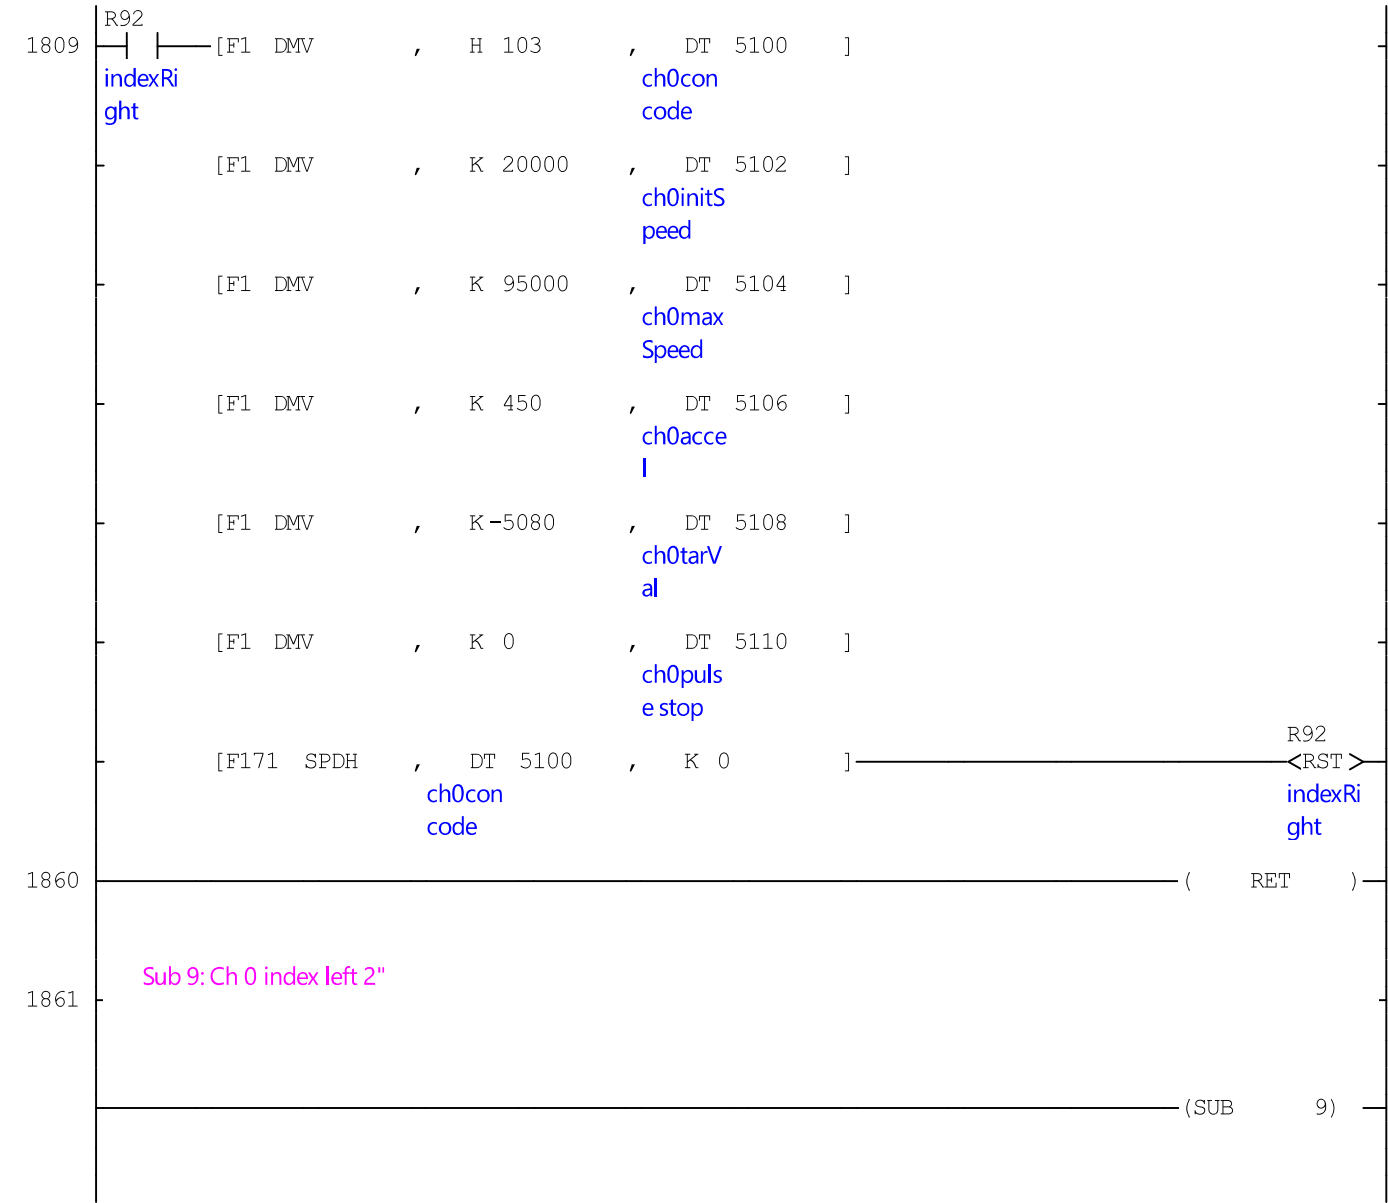 R92
1809 [F1 DMV , H 103 , DT 5100 ]
indexRi ch0con
ght code
[F1 DMV , K 20000 , DT 5102 ]
ch0initS
peed
[F1 DMV , K 95000 , DT 5104 ]
ch0max
Speed
[F1 DMV , K 450 , DT 5106 ]
ch0acce
l
[F1 DMV , K-5080 , DT 5108 ]
ch0tarV
al
[F1 DMV , K 0 , DT 5110 ]
ch0puls
e stop
R92
[F171 SPDH , DT 5100 , K 0 ] <RST>
ch0con indexRi
code ght
1860 ( RET )
Sub 9: Ch 0 index left 2"
1861
(SUB 9)